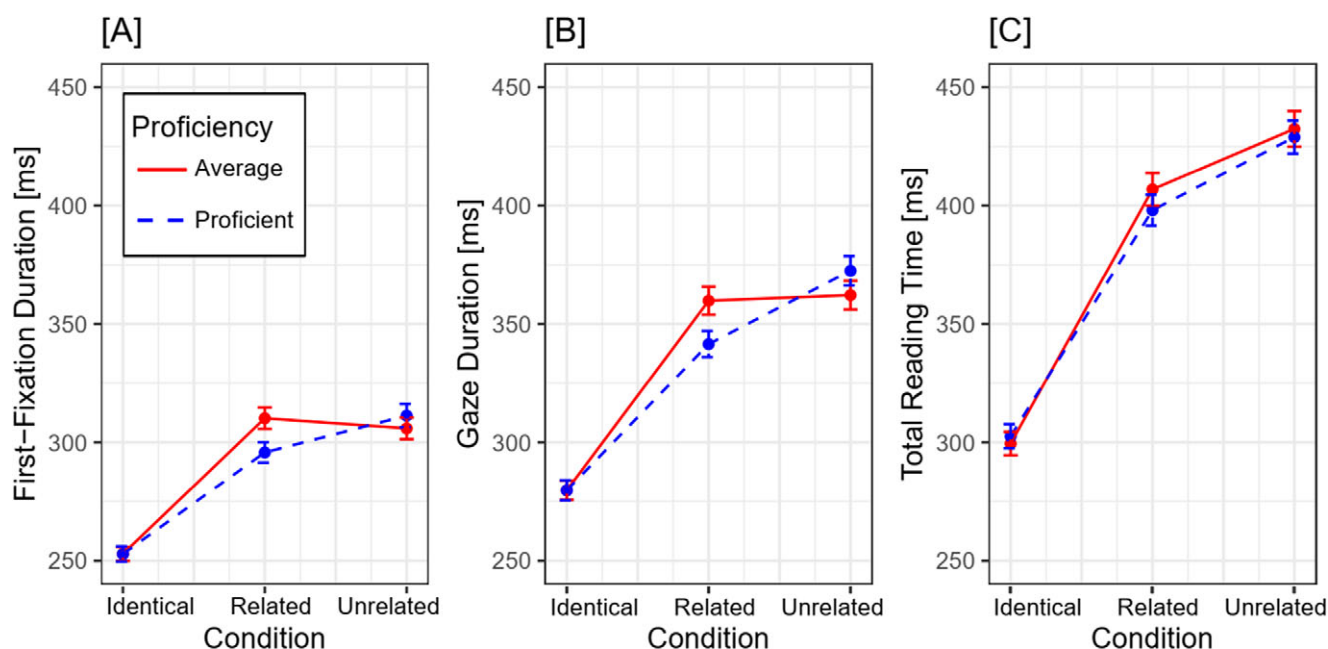 [A]
First-Fixation Duration [ms]
450
400
350
300
250
Proficiency
Average
Proficient
Identical Related Unrelated
Condition
[B]
Gaze Duration [ms]
450
400
350
300
250
Identical Related Unrelated
Condition
[C]
Total Reading Time [ms]
450
400
350
300
250
Identical Related Unrelated
Condition